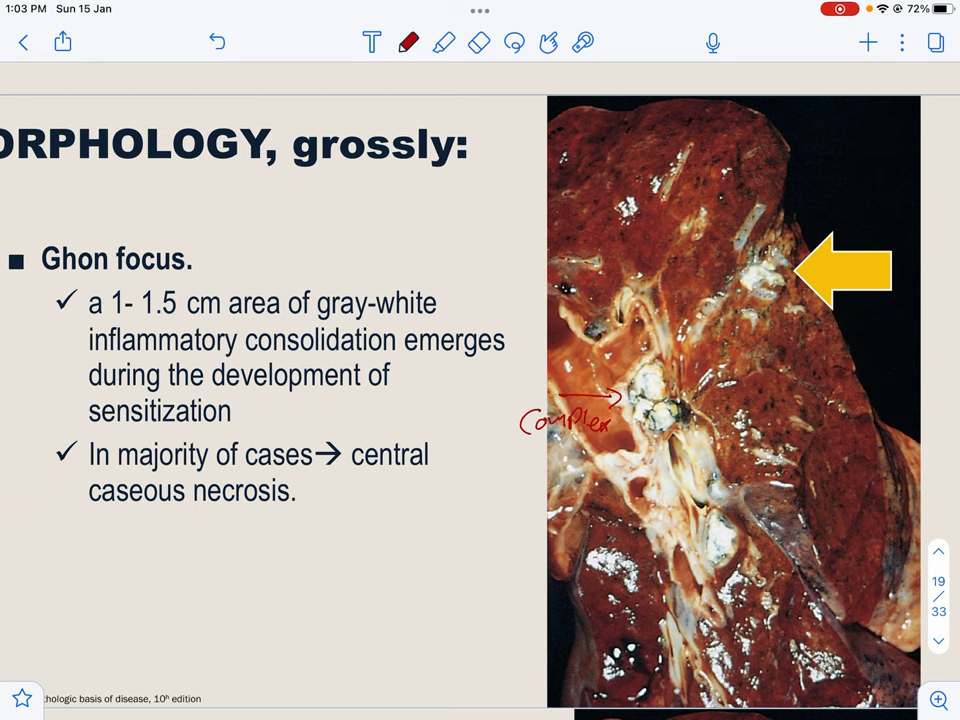 1:03 PM Sun 15 Jan
72%
ORPHOLOGY, grossly:
■ Ghon focus.
✓ a 1- 1.5 cm area of gray-white
inflammatory consolidation emerges
during the development of
sensitization
✓ In majority of cases→ central
caseous necrosis.
Complex
19
/
33
thologic basis of disease, 10h edition